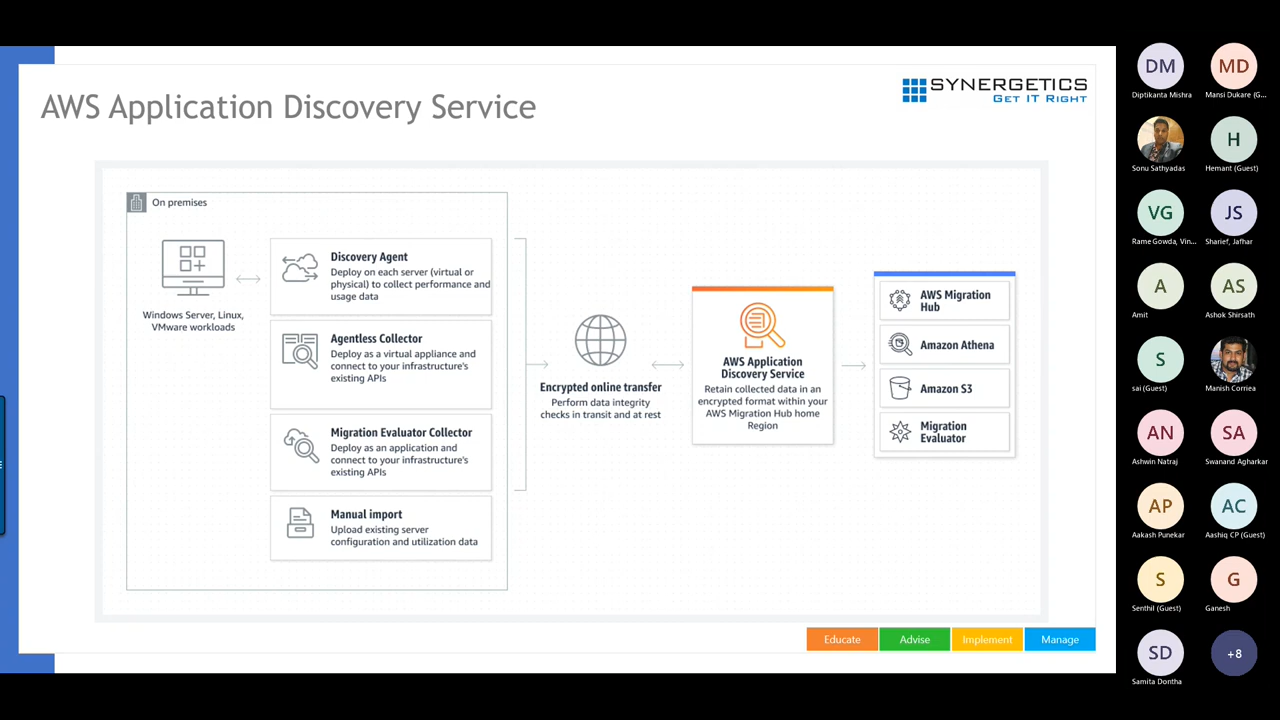 AWS Application Discovery Service
SYNERGETICS
GET IT RIGHT
On premises
Windows Server, Linux,
VMware workloads
Discovery Agent
Deploy on each server (virtual or
physical) to collect performance and
usage data
Agentless Collector
Deploy as a virtual appliance and
connect to your infrastructure's
existing APIs
Migration Evaluator Collector
Deploy as an application and
connect to your infrastructure's
existing APIs
Manual import
Upload existing server
configuration and utilization data
Encrypted online transfer
Perform data integrity
checks in transit and at rest
AWS Application
Discovery Service
Retain collected data in an
encrypted format within your
AWS Migration Hub home
Region
AWS Migration
Hub
Amazon Athena
Amazon S3
Migration
Evaluator
Educate
Advise
Implement
Manage
DM
Diptikanta Mishra
MD
Mansi Dukare (G...
Sonu Sathyadas
H
Hemant (Guest)
VG
Rame Gowda, Vin...
JS
Sharief, Jafhar
A
Amit
AS
Ashok Shirsath
S
sai (Guest)
Manish Corriea
AN
Ashwin Natraj
SA
Swanand Agharkar
AP
Aakash Punekar
AC
Aashiq CP (Guest)
S
Senthil (Guest)
G
Ganesh
SD
Samita Dontha
+8